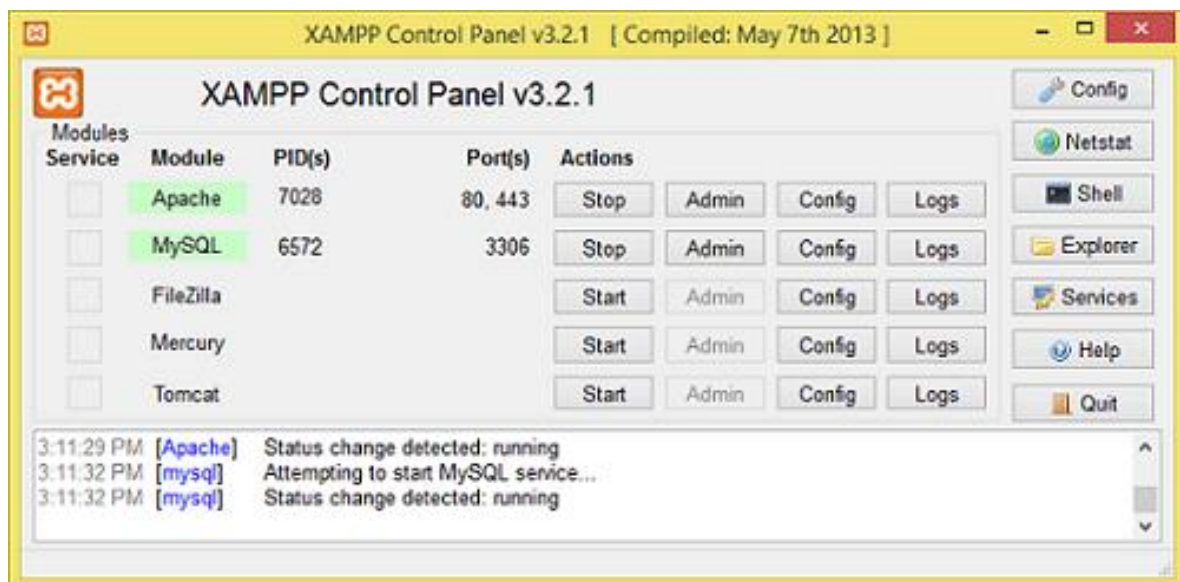 XAMPP Control Panel v3.2.1 [ Compiled: May 7th 2013 ]
XAMPP Control Panel v3.2.1
Config
Modules
Service Module PID(s) Port(s) Actions
Netstat
Apache 7028 80, 443 Stop Admin Config Logs
Shell
MySQL 6572 3306 Stop Admin Config Logs
Explorer
FileZilla Start Admin Config Logs
Services
Mercury Start Admin Config Logs
Help
Tomcat Start Admin Config Logs
Quit
3:11:29 PM [Apache] Status change detected: running
3:11:32 PM [mysql] Attempting to start MySQL service...
3:11:32 PM [mysql] Status change detected: running